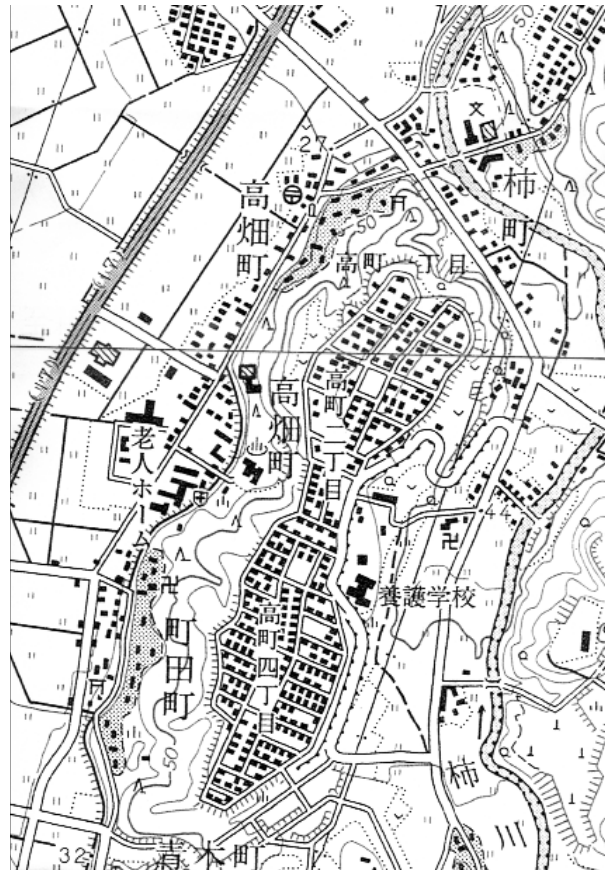 50
27
高畑町
柿町
50
高町一丁目
高町二丁目
高畑町
老人ホーム
44
養護学校
町田町
高町四丁目
50
柿川
32
青木町